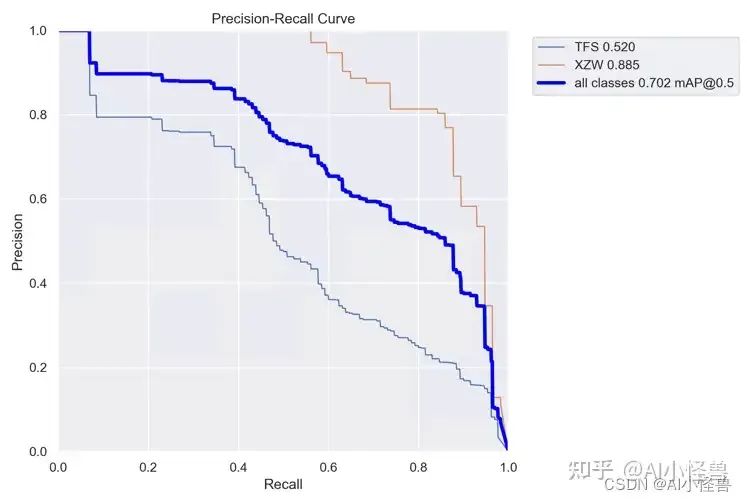 Precision-Recall Curve
TFS 0.520
XZW 0.885
all classes 0.702 mAP@0.5
1.0
0.8
0.6
0.4
0.2
0.0
Precision
0.0 0.2 0.4 0.6 0.8 1.0
Recall
知乎 @AI小怪兽
CSDN @AI小怪兽